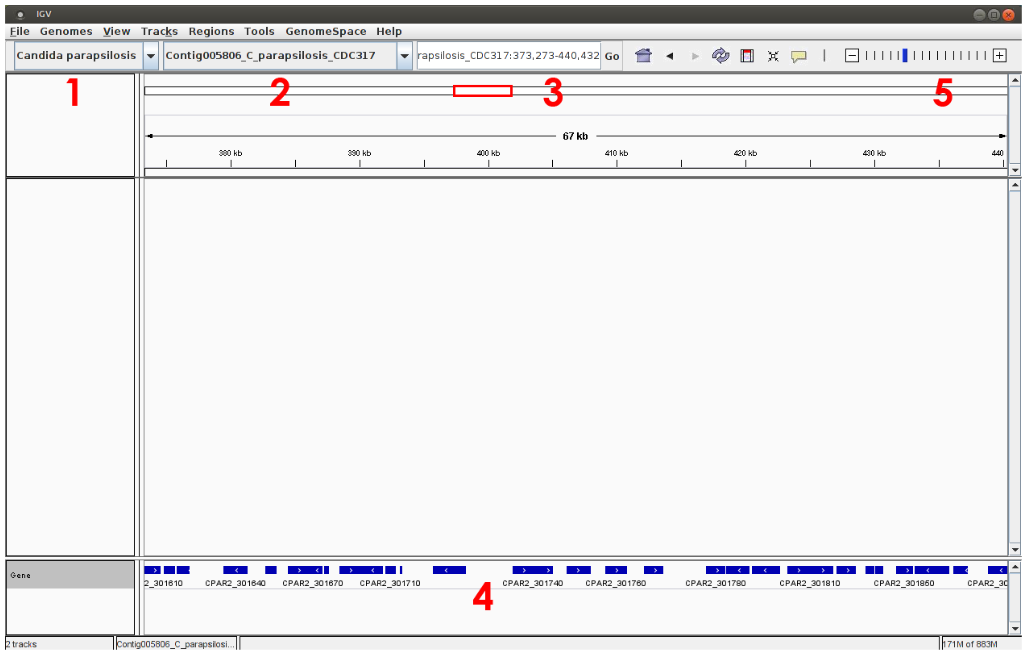 IGV
File Genomes View Tracks Regions Tools GenomeSpace Help
Candida parapsilosis Contig005806_C_parapsilosis_CDC317 rapsilosis_CDC317:373,273-440,432 Go
1 2 3 5
67 kb
380 kb 390 kb 400 kb 410 kb 420 kb 430 kb 440
Gene
2_301610 CPAR2_301640 CPAR2_301670 CPAR2_301710 CPAR2_301740 CPAR2_301760 CPAR2_301780 CPAR2_301810 CPAR2_301850 CPAR2_30
4
2 tracks Contig005806_C_parapsilosi... 171M of 883M